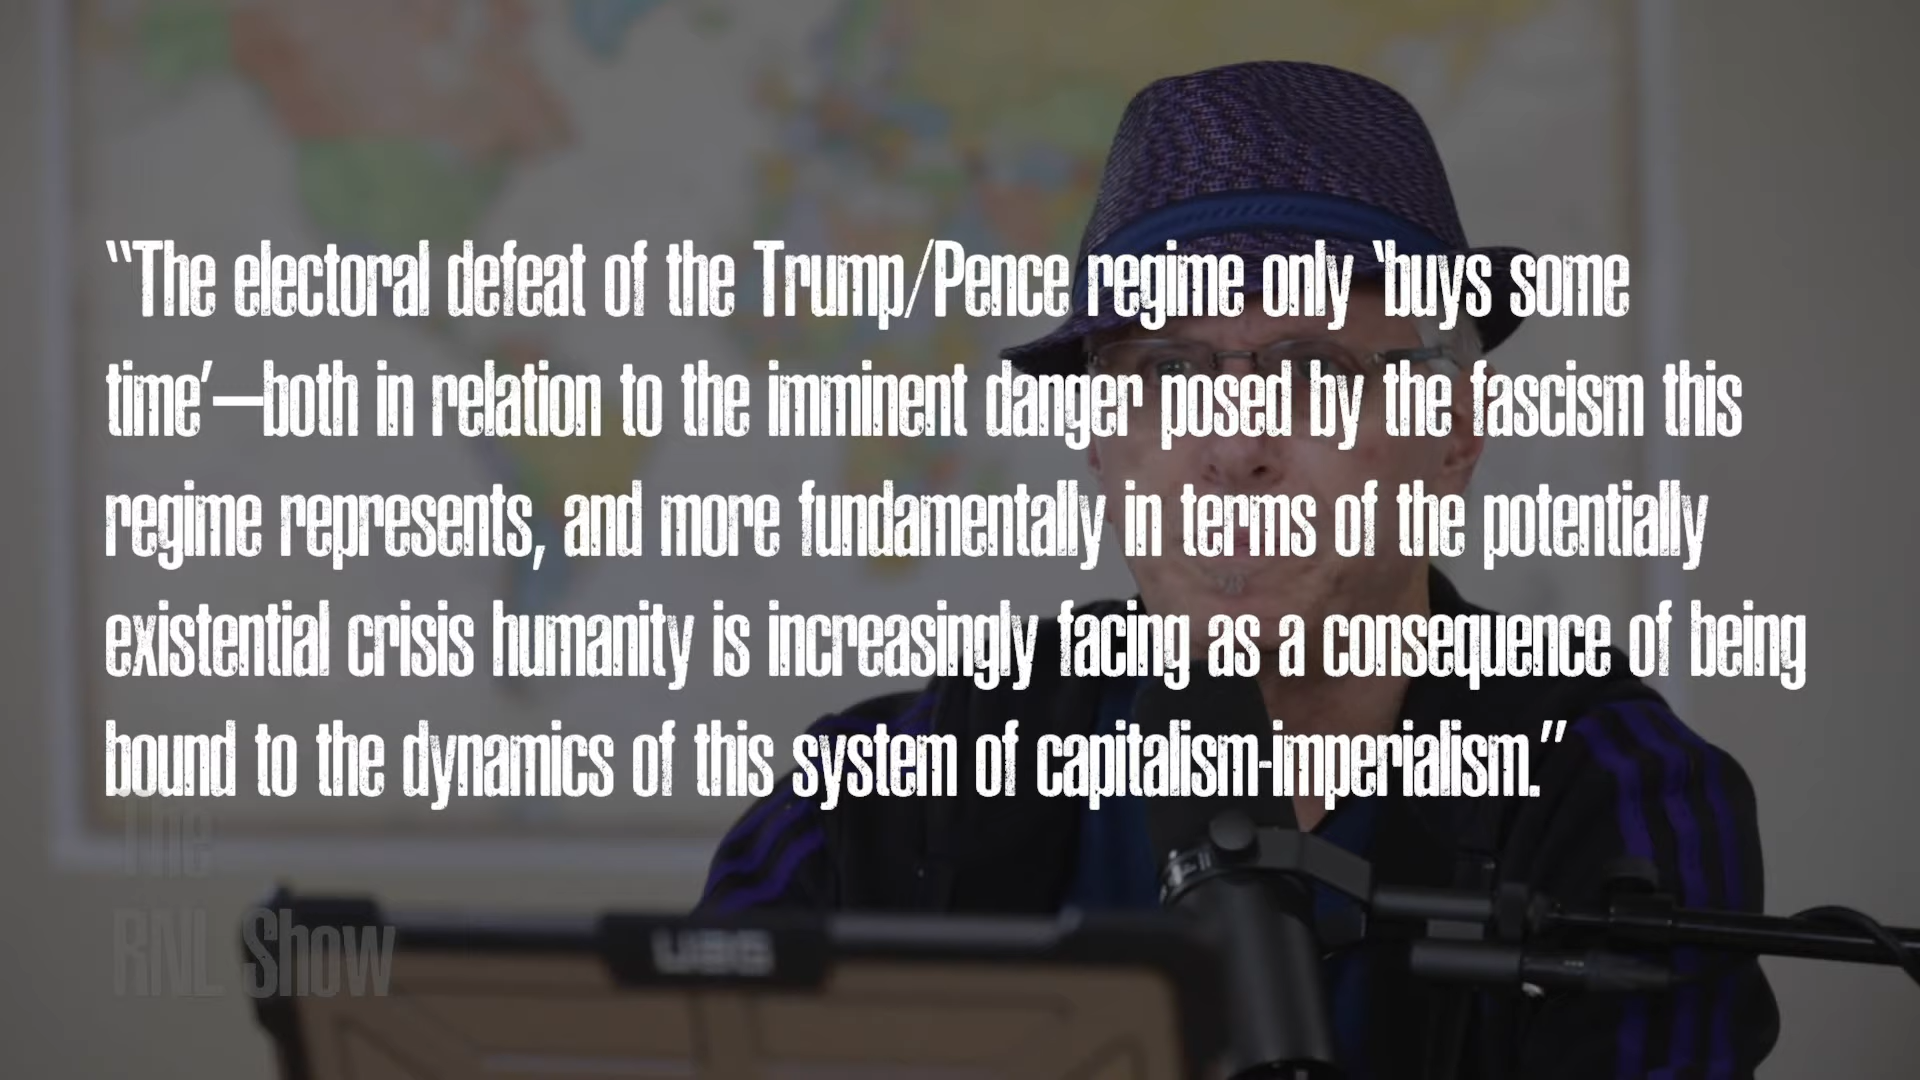 “The electoral defeat of the Trump/Pence regime only ‘buys some
time’—both in relation to the imminent danger posed by the fascism this
regime represents, and more fundamentally in terms of the potentially
existential crisis humanity is increasingly facing as a consequence of being
bound to the dynamics of this system of capitalism-imperialism.”
The
RNL Show
UAG